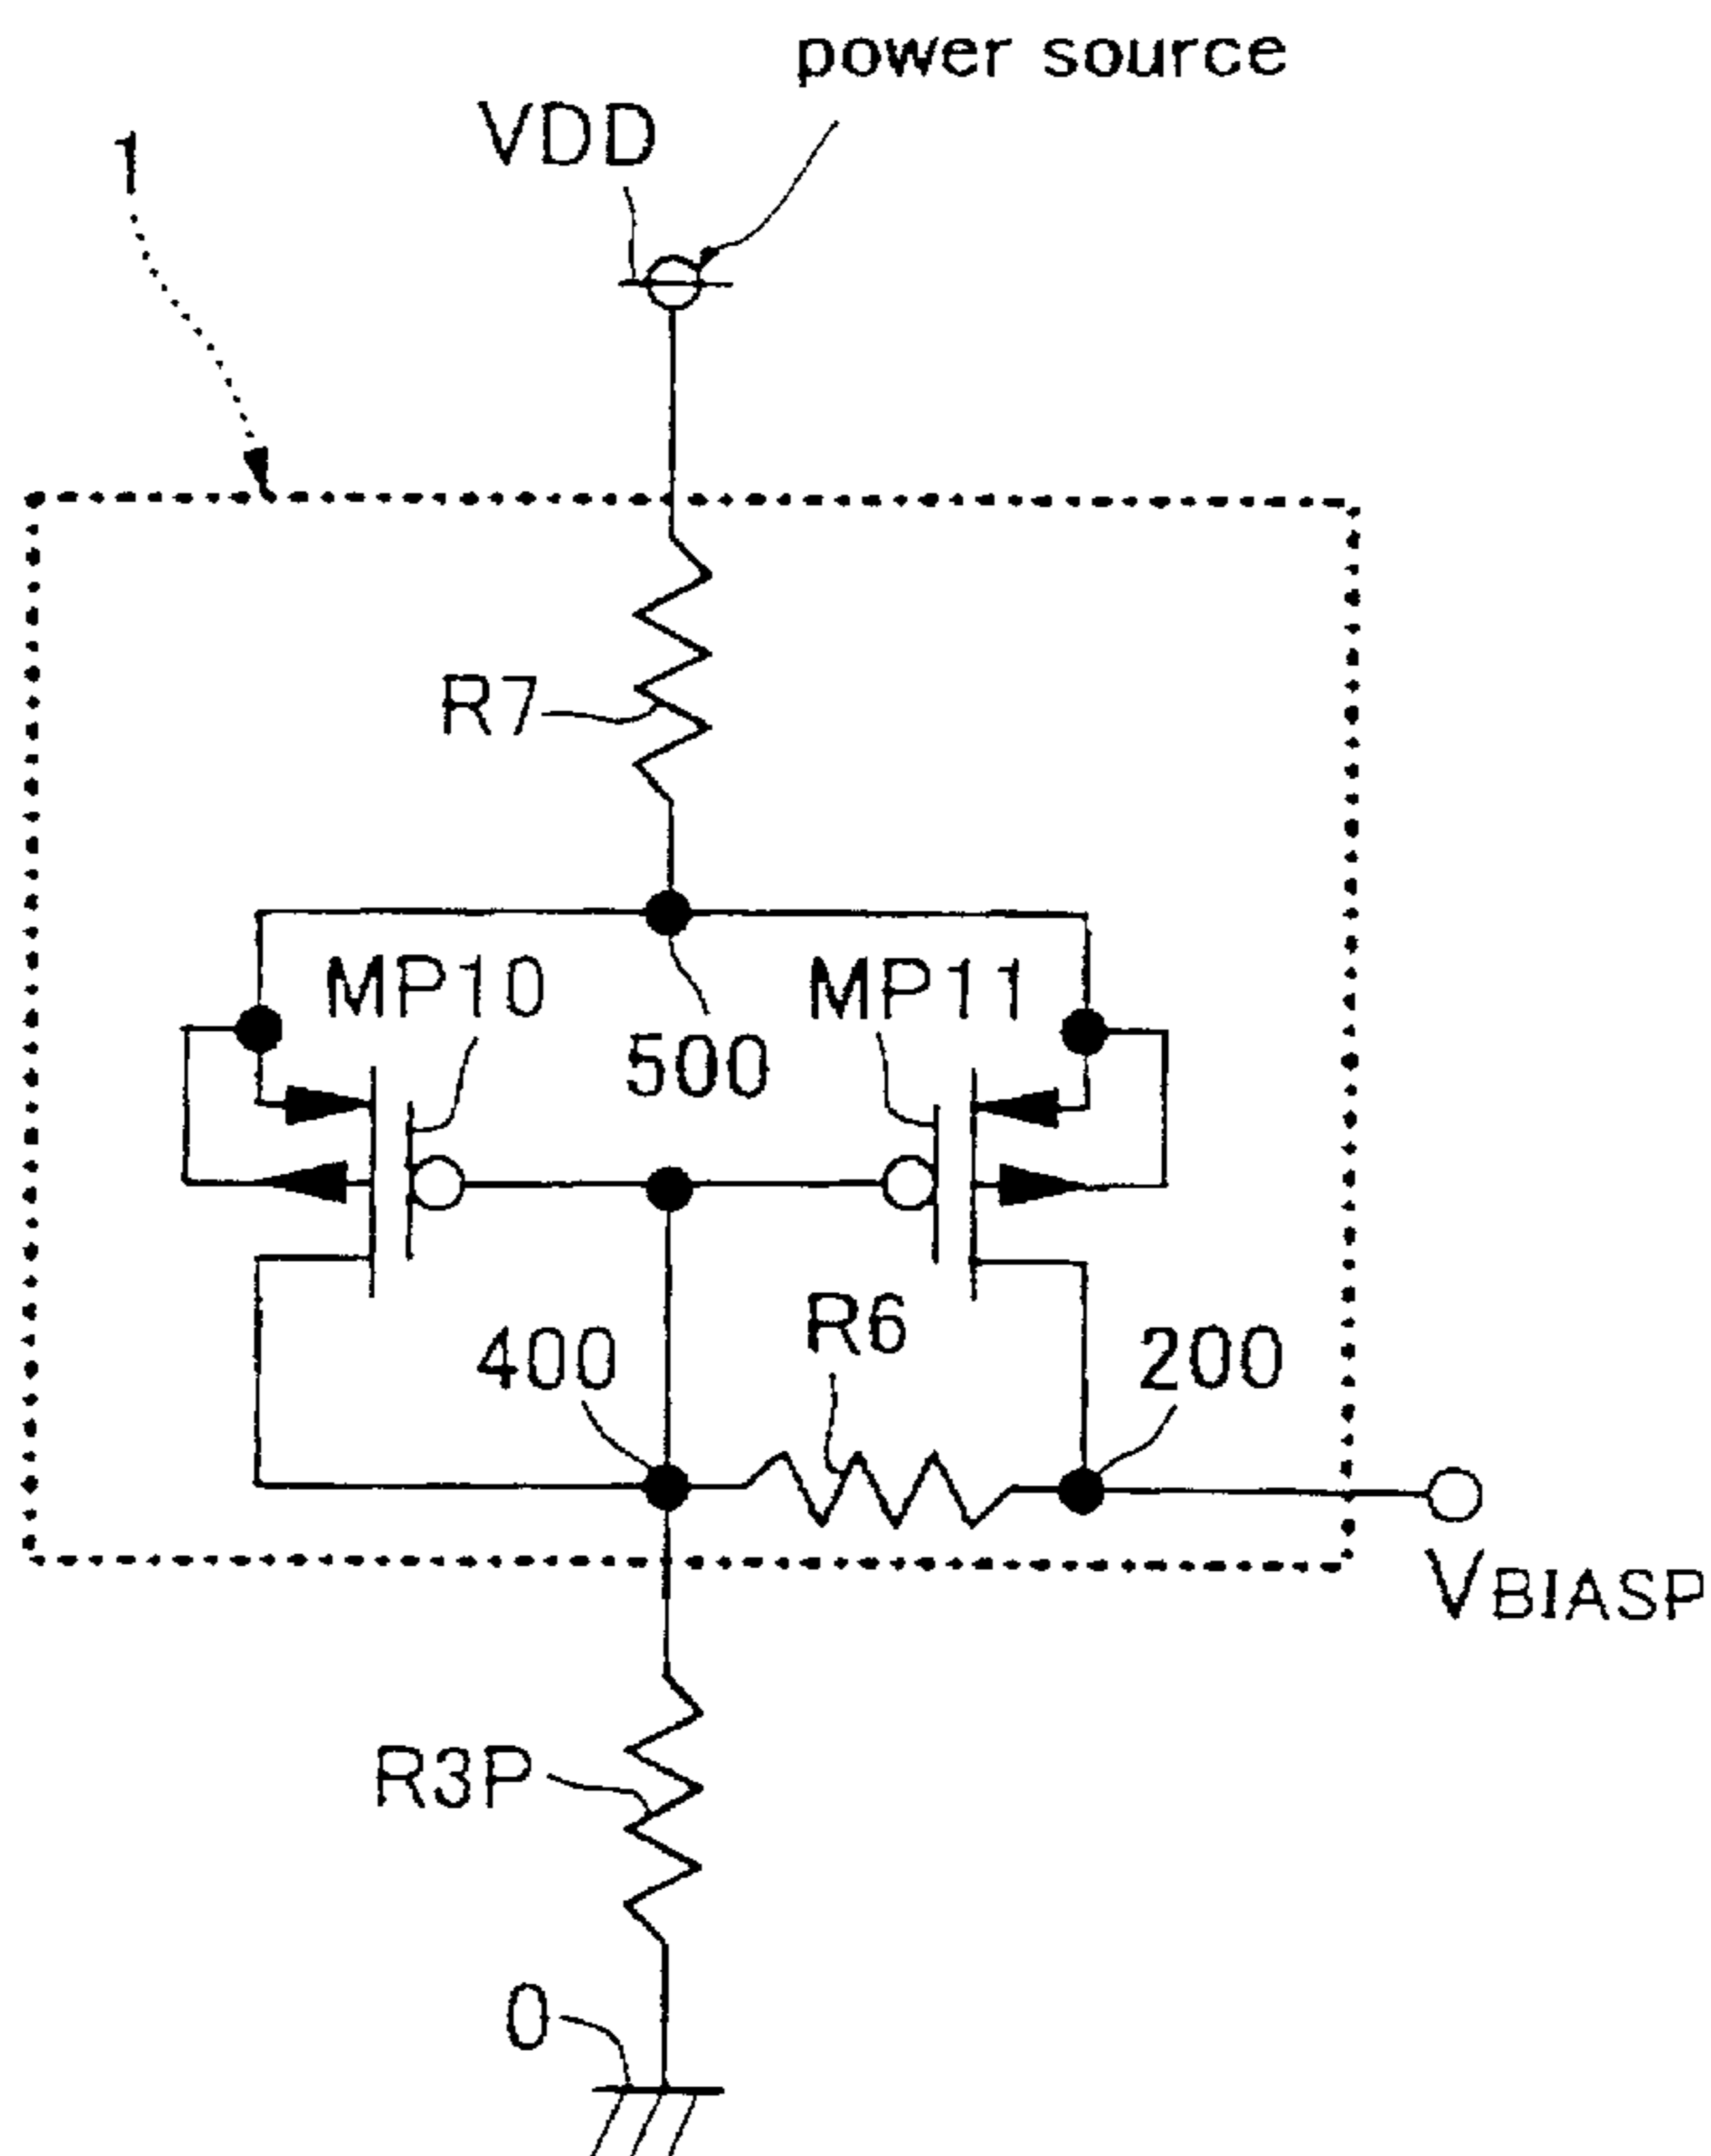 power source
VDD
1
R7
MP10
MP11
500
R6
400
200
VBIASP
R3P
0